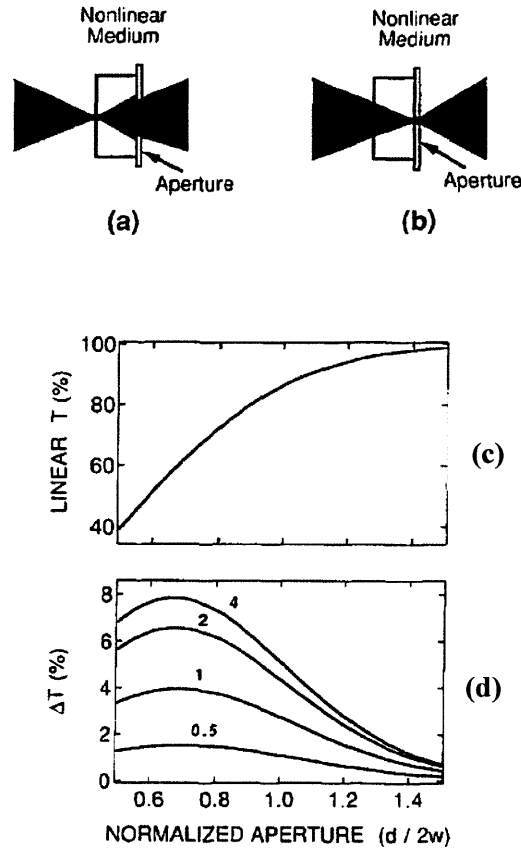 Nonlinear
Medium
Aperture
(a)
Nonlinear
Medium
Aperture
(b)
LINEAR T (%)
100
80
60
40
(c)
ΔT (%)
8
6
4
2
0
4
2
1
0.5
(d)
0.6 0.8 1.0 1.2 1.4
NORMALIZED APERTURE (d / 2w)